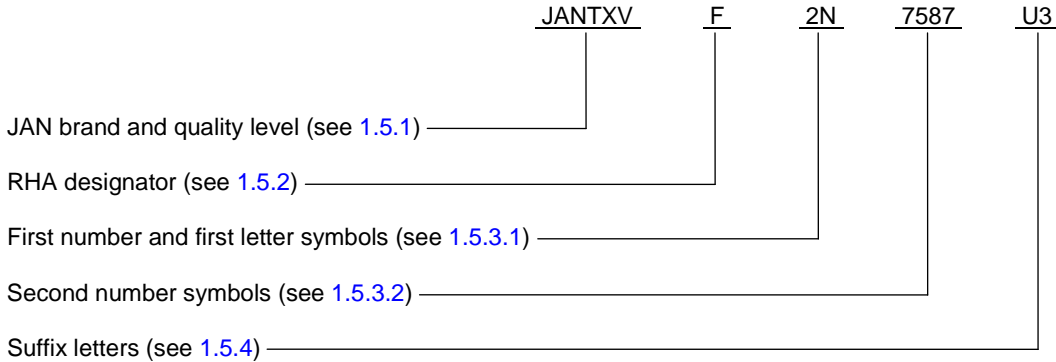 JANTXV F 2N 7587 U3
JAN brand and quality level (see 1.5.1)
RHA designator (see 1.5.2)
First number and first letter symbols (see 1.5.3.1)
Second number symbols (see 1.5.3.2)
Suffix letters (see 1.5.4)